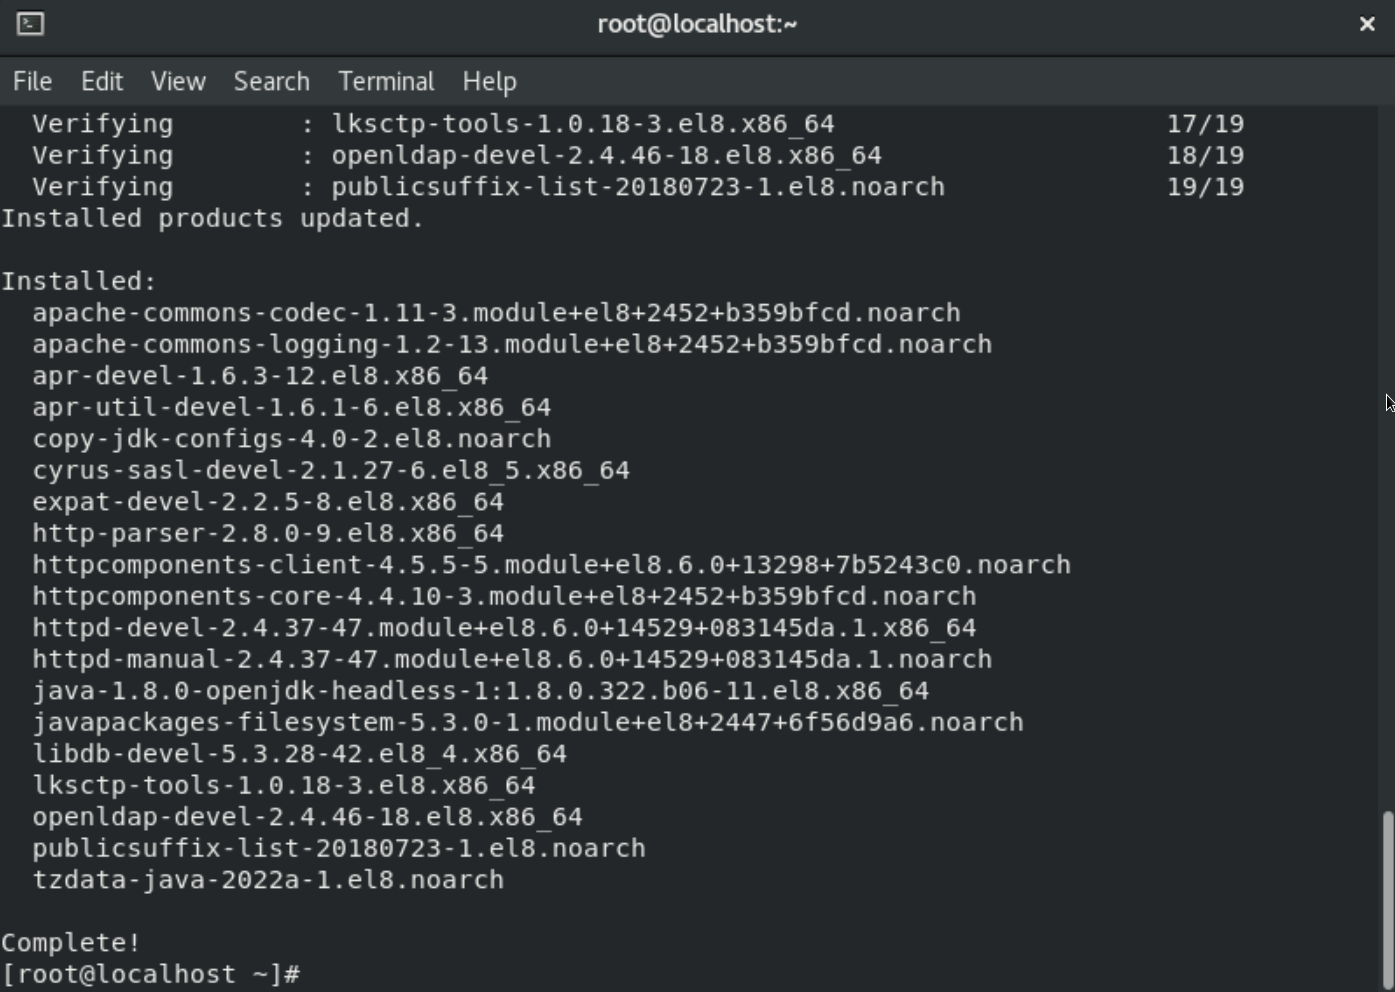 root@localhost:~
File Edit View Search Terminal Help
  Verifying        : lksctp-tools-1.0.18-3.el8.x86_64                     17/19
  Verifying        : openldap-devel-2.4.46-18.el8.x86_64                  18/19
  Verifying        : publicsuffix-list-20180723-1.el8.noarch              19/19
Installed products updated.

Installed:
  apache-commons-codec-1.11-3.module+el8+2452+b359bfcd.noarch
  apache-commons-logging-1.2-13.module+el8+2452+b359bfcd.noarch
  apr-devel-1.6.3-12.el8.x86_64
  apr-util-devel-1.6.1-6.el8.x86_64
  copy-jdk-configs-4.0-2.el8.noarch
  cyrus-sasl-devel-2.1.27-6.el8_5.x86_64
  expat-devel-2.2.5-8.el8.x86_64
  http-parser-2.8.0-9.el8.x86_64
  httpcomponents-client-4.5.5-5.module+el8.6.0+13298+7b5243c0.noarch
  httpcomponents-core-4.4.10-3.module+el8+2452+b359bfcd.noarch
  httpd-devel-2.4.37-47.module+el8.6.0+14529+083145da.1.x86_64
  httpd-manual-2.4.37-47.module+el8.6.0+14529+083145da.1.noarch
  java-1.8.0-openjdk-headless-1:1.8.0.322.b06-11.el8.x86_64
  javapackages-filesystem-5.3.0-1.module+el8+2447+6f56d9a6.noarch
  libdb-devel-5.3.28-42.el8_4.x86_64
  lksctp-tools-1.0.18-3.el8.x86_64
  openldap-devel-2.4.46-18.el8.x86_64
  publicsuffix-list-20180723-1.el8.noarch
  tzdata-java-2022a-1.el8.noarch

Complete!
[root@localhost ~]#